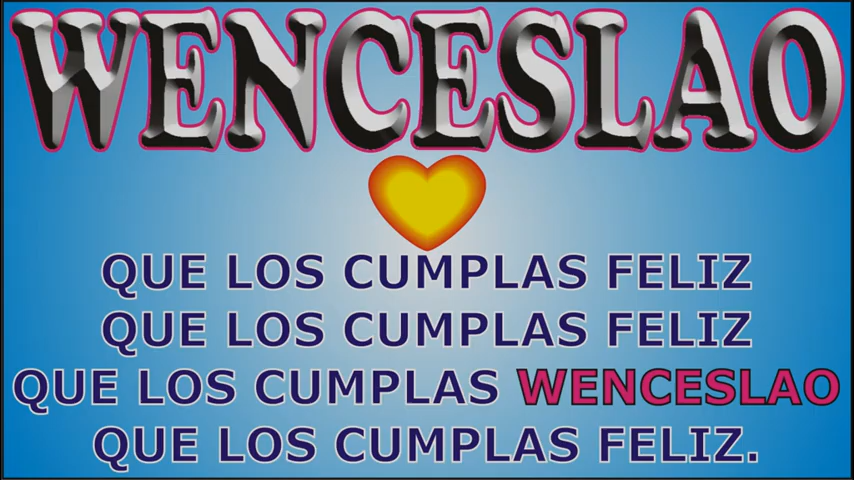 WENCESLAO
QUE LOS CUMPLAS FELIZ
QUE LOS CUMPLAS FELIZ
QUE LOS CUMPLAS WENCESLAO
QUE LOS CUMPLAS FELIZ.